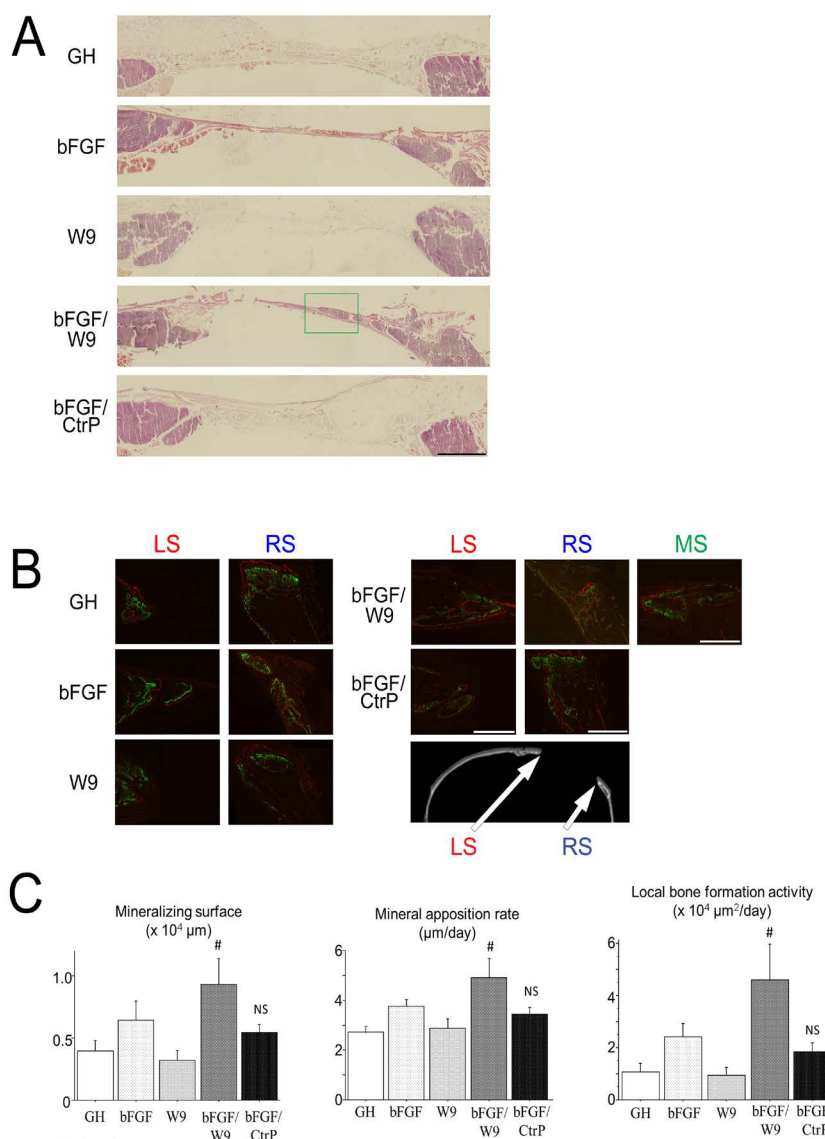 A
GH
bFGF
W9
bFGF/
W9
bFGF/
CtrP
B
LS RS
GH
bFGF
W9
LS RS MS
bFGF/
W9
bFGF/
CtrP
LS RS
C
Mineralizing surface
(x 10⁴ µm)
1.0
0.5
0
#
NS
GH bFGF W9 bFGF/
W9 bFGF/
CtrP
Mineral apposition rate
(µm/day)
6
4
2
0
#
NS
GH bFGF W9 bFGF/
W9 bFGF/
CtrP
Local bone formation activity
(x 10⁴ µm²/day)
6
4
2
0
#
NS
GH bFGF W9 bFGF/
W9 bFGF
CtrP